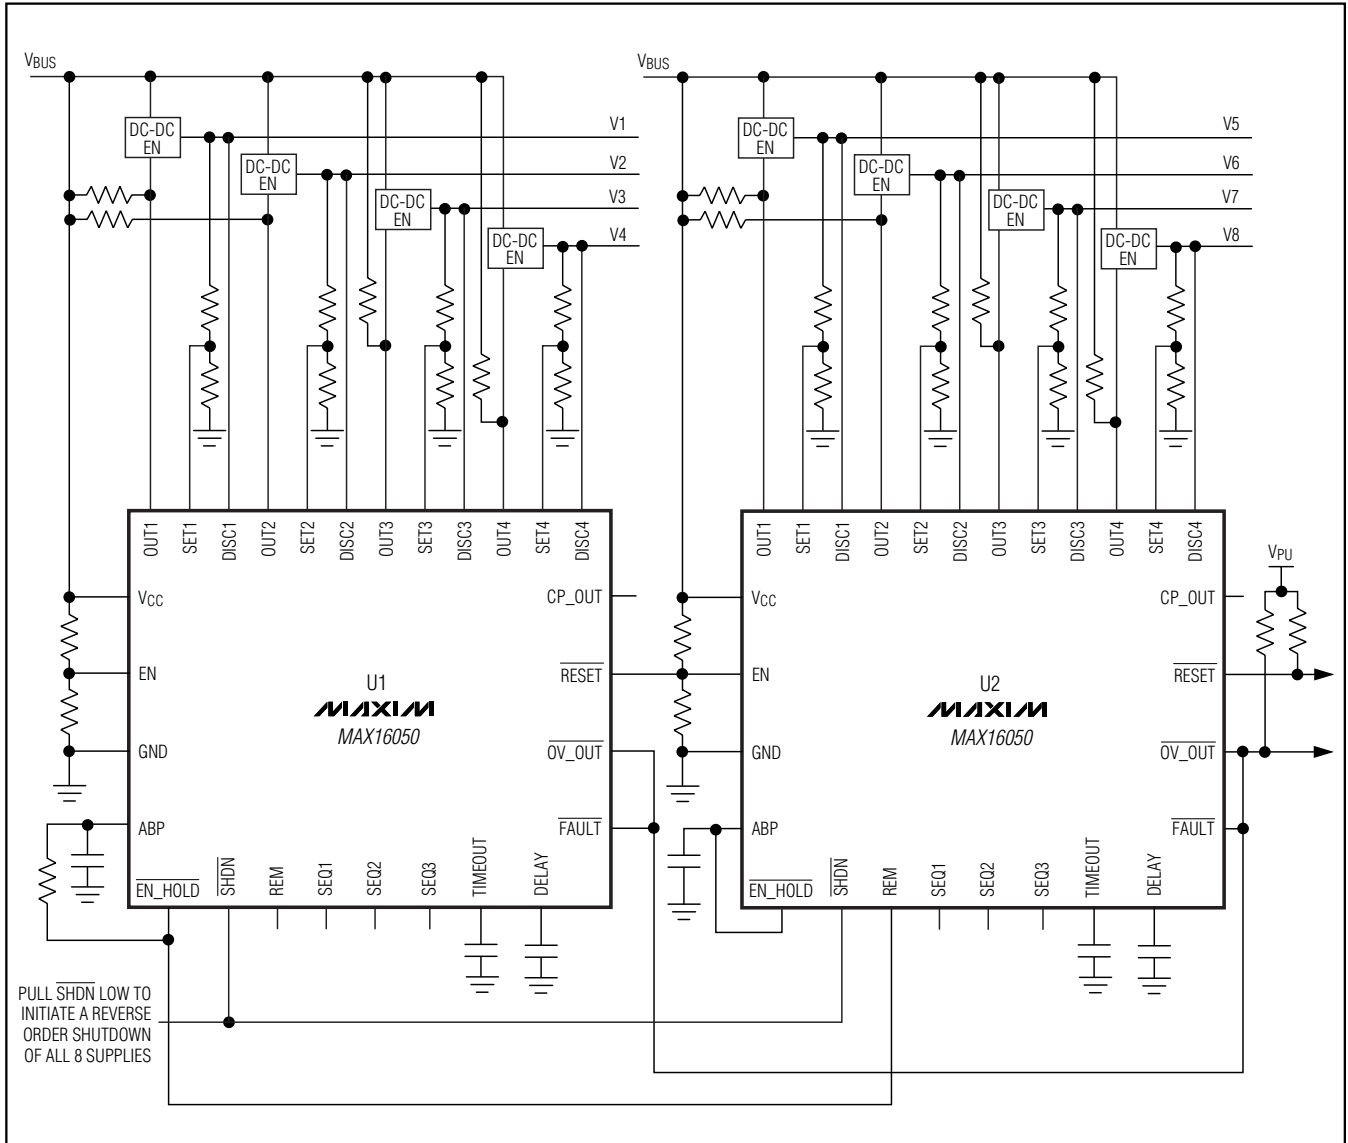 VBUS
VBUS
DC-DC
EN
V1
DC-DC
EN
V2
DC-DC
EN
V3
DC-DC
EN
V4
DC-DC
EN
V5
DC-DC
EN
V6
DC-DC
EN
V7
DC-DC
EN
V8
OUT1
SET1
DISC1
OUT2
SET2
DISC2
OUT3
SET3
DISC3
OUT4
SET4
DISC4
VCC
CP_OUT
EN
RESET
U1
MAXIM
MAX16050
GND
OV_OUT
ABP
FAULT
EN_HOLD
SHDN
REM
SEQ1
SEQ2
SEQ3
TIMEOUT
DELAY
OUT1
SET1
DISC1
OUT2
SET2
DISC2
OUT3
SET3
DISC3
OUT4
SET4
DISC4
VPU
VCC
CP_OUT
EN
RESET
U2
MAXIM
MAX16050
GND
OV_OUT
ABP
FAULT
EN_HOLD
SHDN
REM
SEQ1
SEQ2
SEQ3
TIMEOUT
DELAY
PULL SHDN LOW TO
INITIATE A REVERSE
ORDER SHUTDOWN
OF ALL 8 SUPPLIES